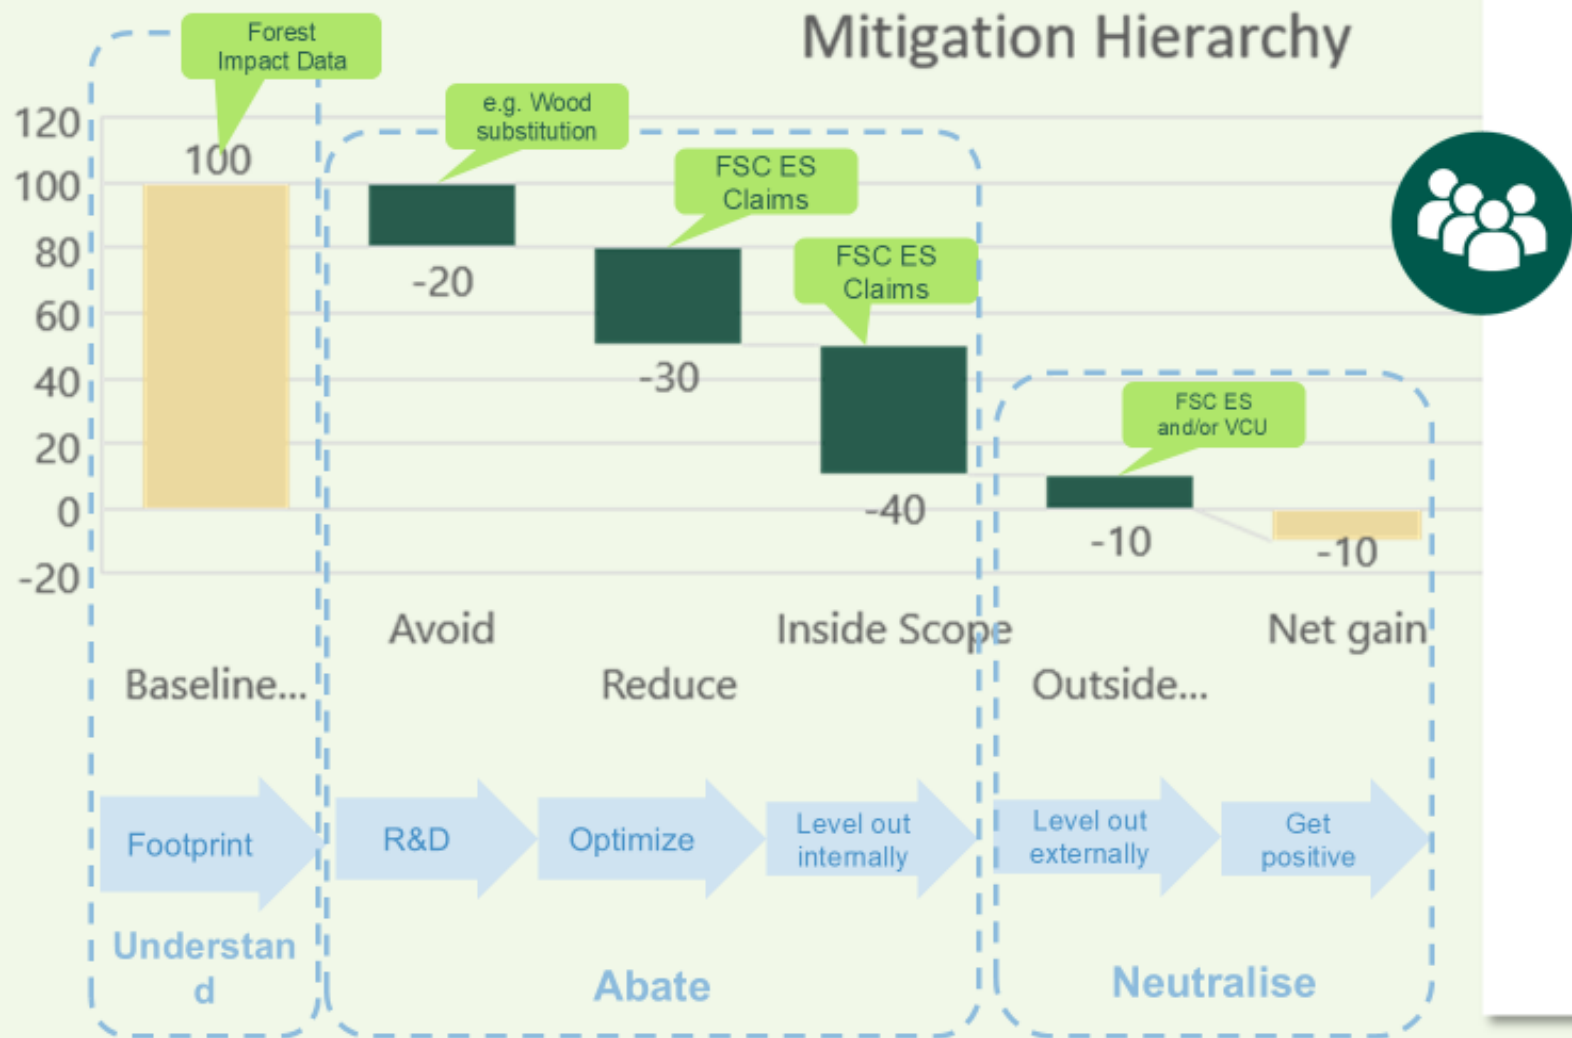 Mitigation Hierarchy
Forest
Impact Data
e.g. Wood
substitution
FSC ES
Claims
FSC ES
Claims
FSC ES
and/or VCU
120
100
80
60
40
20
0
-20
100
-20
-30
-40
-10
-10
Baseline...
Avoid
Reduce
Inside Scope
Outside...
Net gain
Footprint
R&D
Optimize
Level out
internally
Level out
externally
Get
positive
Understan
d
Abate
Neutralise